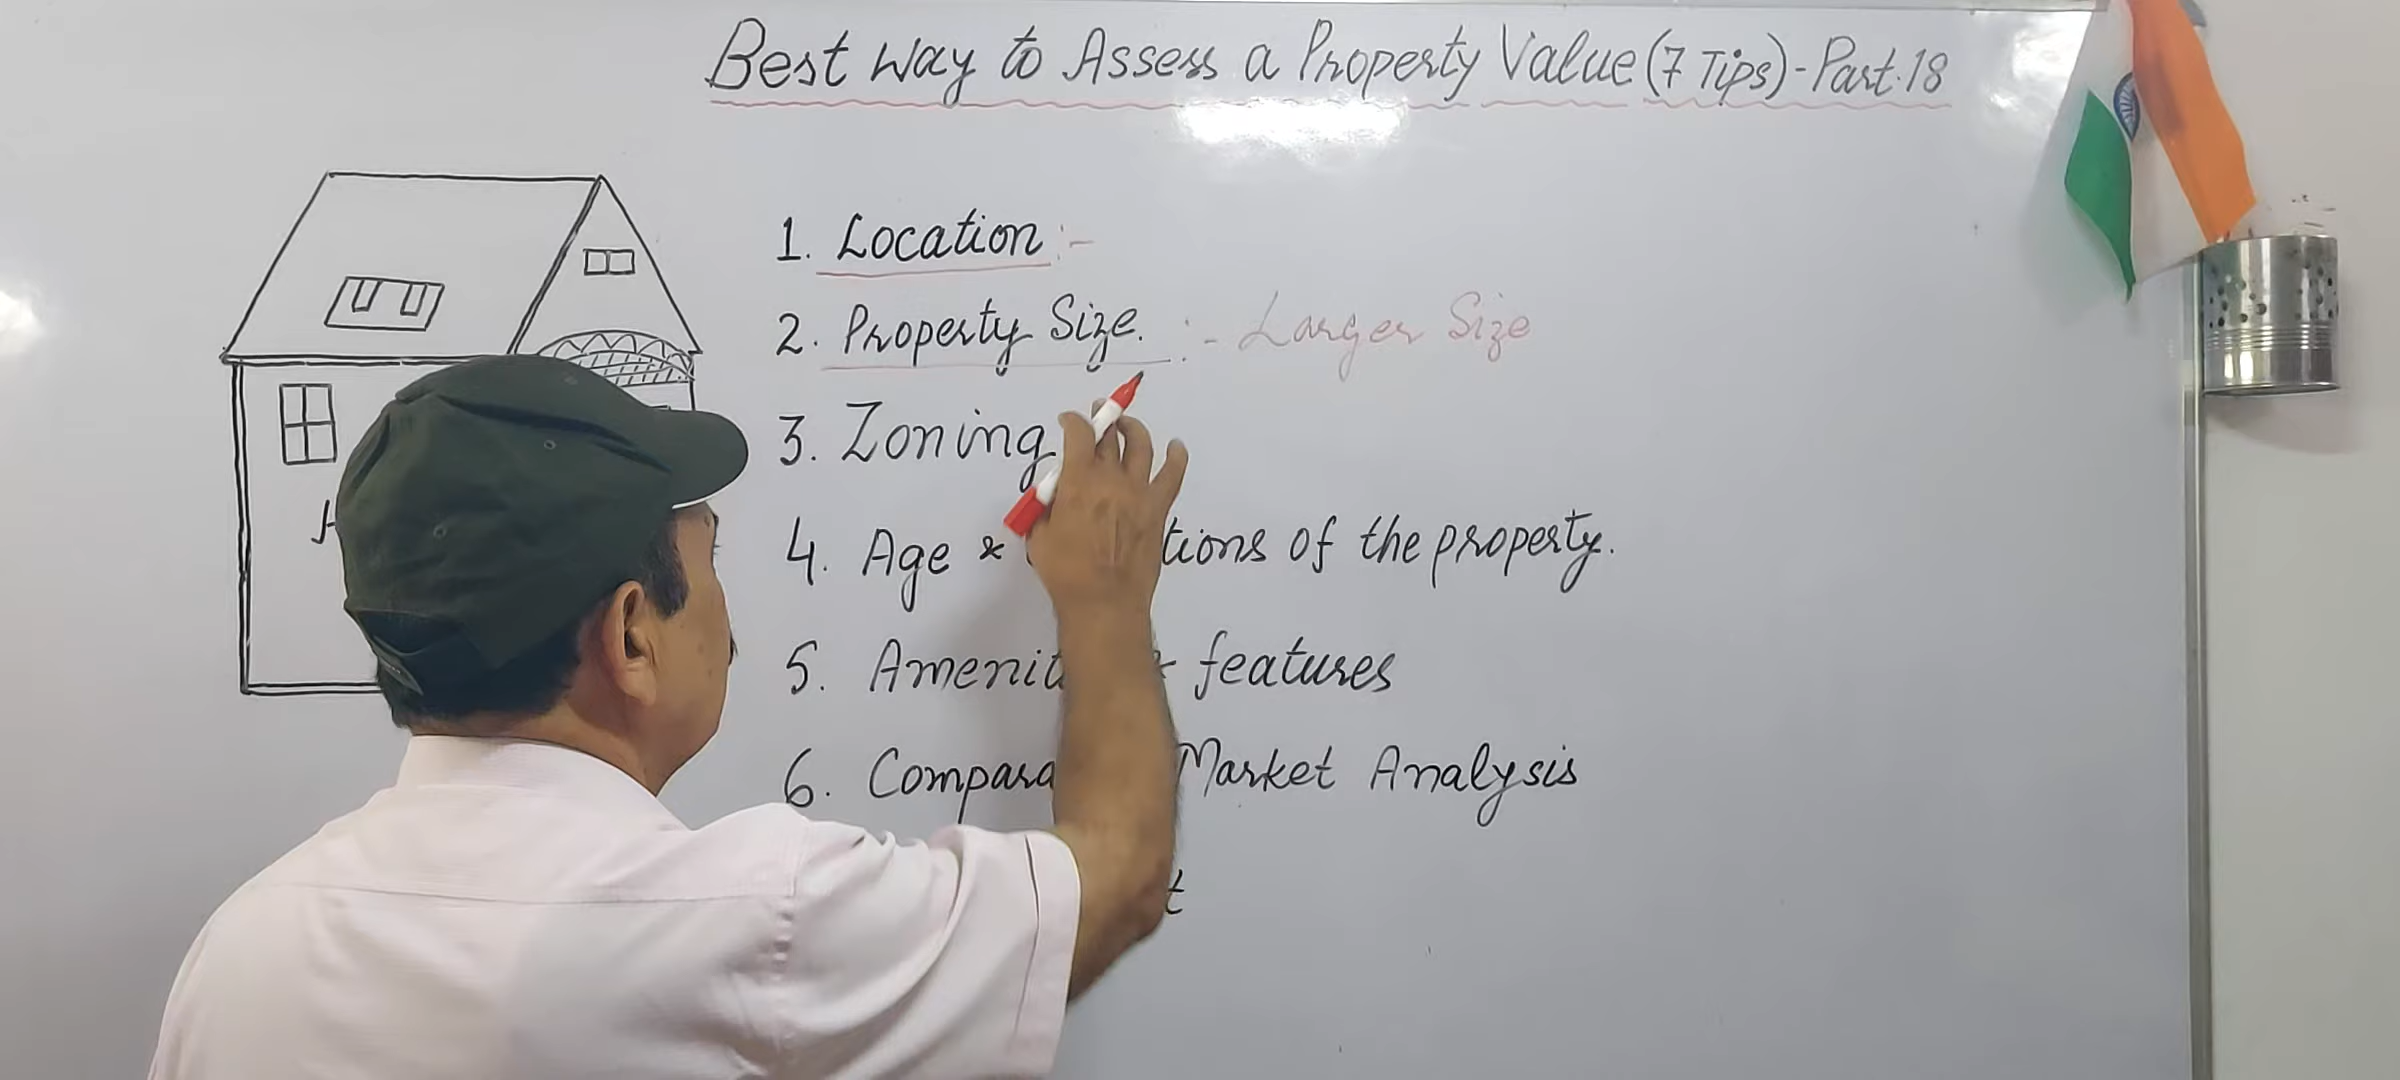 Best Way to Assess a Property Value (7 Tips) - Part.18
1. Location :-
2. Property Size. :- Larger Size
3. Zoning
4. Age & tions of the property.
5. Amenit & features
6. Compara Market Analysis